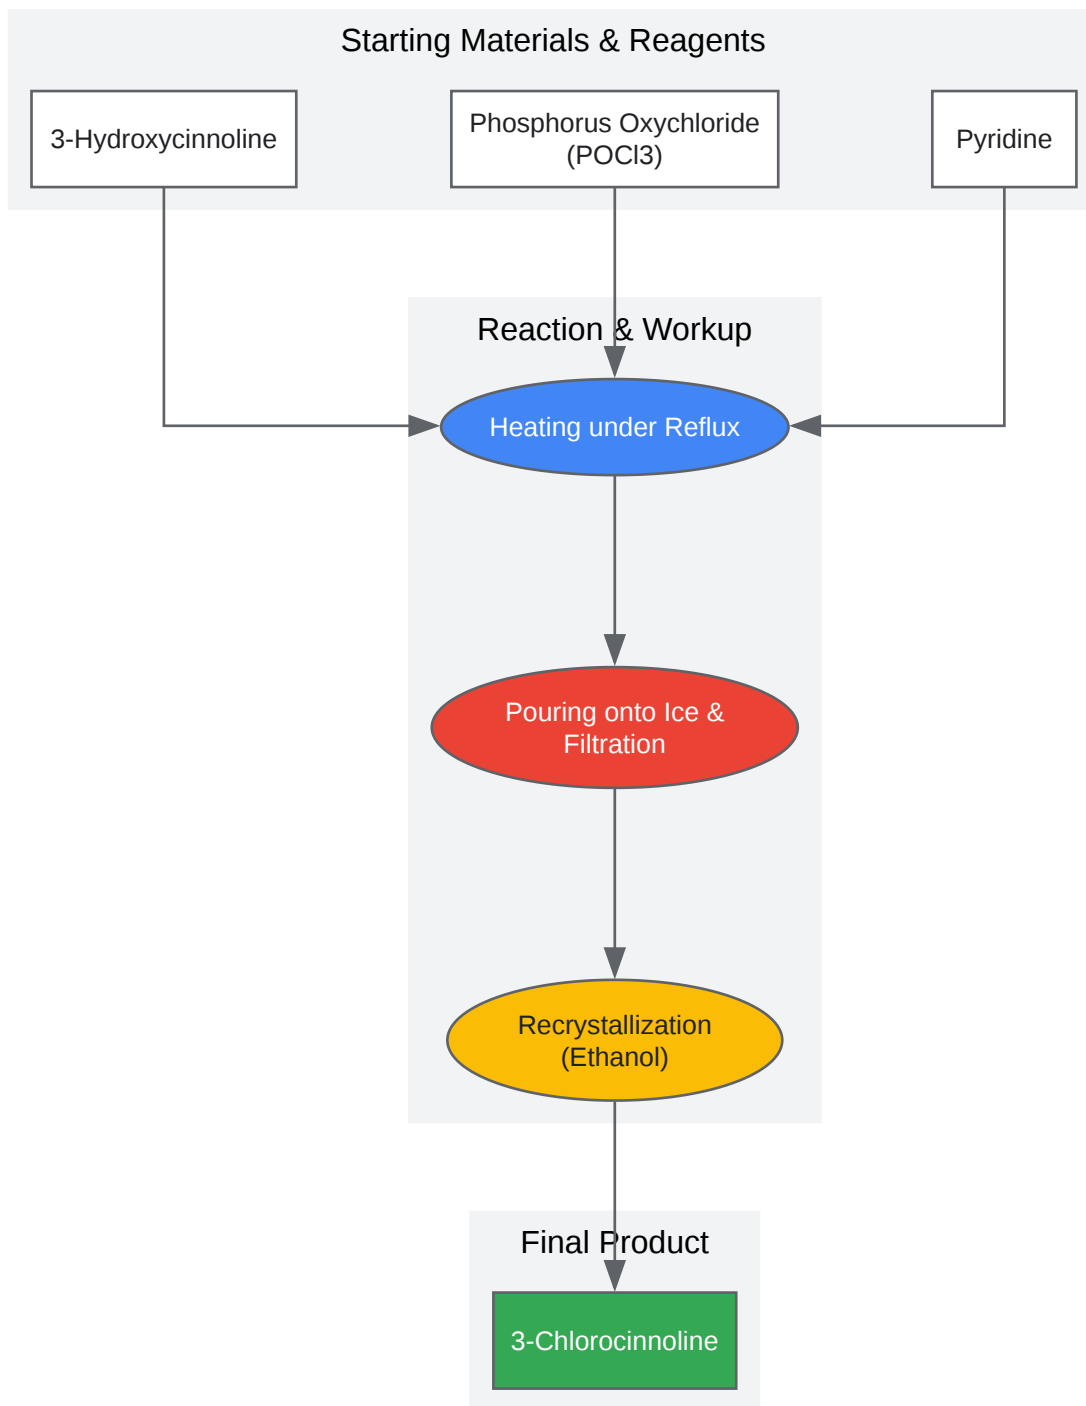 Starting Materials & Reagents
3-Hydroxycinnoline
Phosphorus Oxychloride
(POCl3)
Pyridine
Reaction & Workup
Heating under Reflux
Pouring onto Ice &
Filtration
Recrystallization
(Ethanol)
Final Product
3-Chlorocinnoline